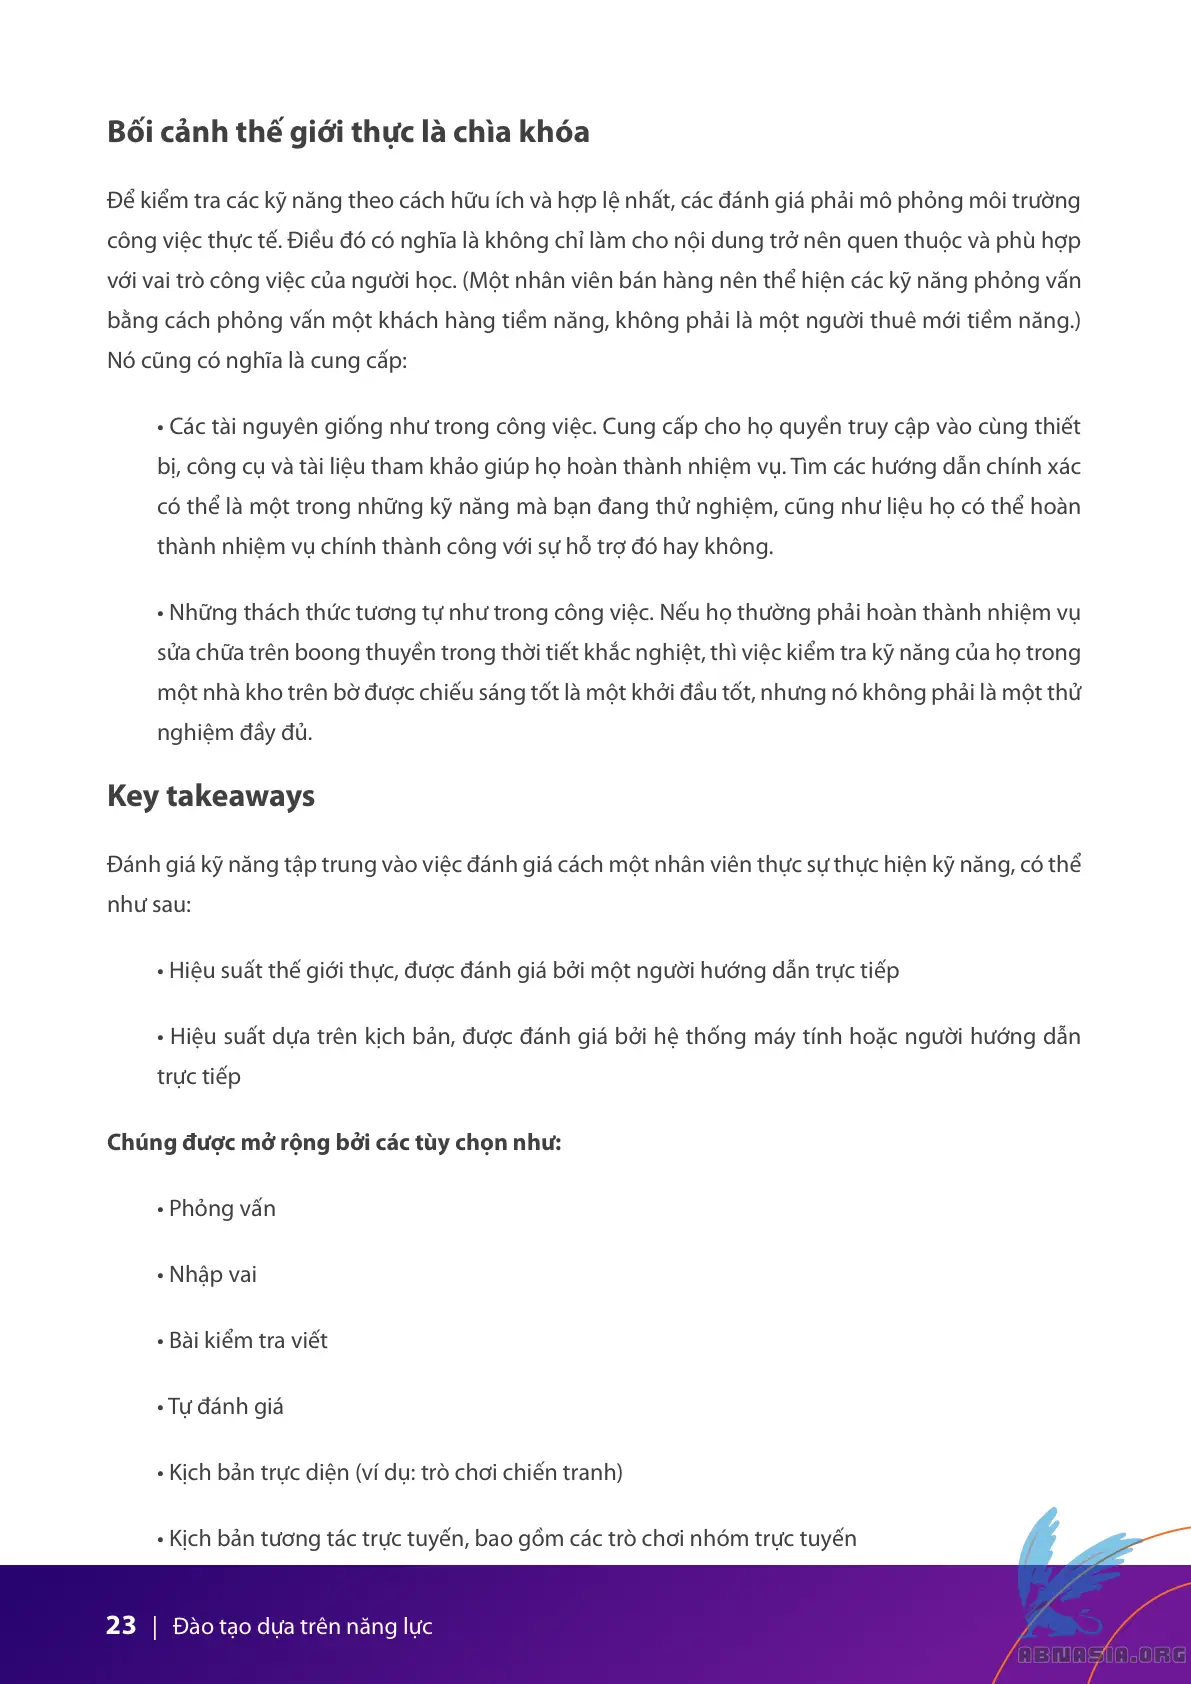 Bối cảnh thế giới thực là chìa khóa
Để kiểm tra các kỹ năng theo cách hữu ích và hợp lệ nhất, các đánh giá phải mô phỏng môi trường
công việc thực tế. Điều đó có nghĩa là không chỉ làm cho nội dung trở nên quen thuộc và phù hợp
với vai trò công việc của người học. (Một nhân viên bán hàng nên thể hiện các kỹ năng phỏng vấn
bằng cách phỏng vấn một khách hàng tiềm năng, không phải là một người thuê mới tiềm năng.)
Nó cũng có nghĩa là cung cấp:
• Các tài nguyên giống như trong công việc. Cung cấp cho họ quyền truy cập vào cùng thiết
bị, công cụ và tài liệu tham khảo giúp họ hoàn thành nhiệm vụ. Tìm các hướng dẫn chính xác
có thể là một trong những kỹ năng mà bạn đang thử nghiệm, cũng như liệu họ có thể hoàn
thành nhiệm vụ chính thành công với sự hỗ trợ đó hay không.
• Những thách thức tương tự như trong công việc. Nếu họ thường phải hoàn thành nhiệm vụ
sửa chữa trên boong thuyền trong thời tiết khắc nghiệt, thì việc kiểm tra kỹ năng của họ trong
một nhà kho trên bờ được chiếu sáng tốt là một khởi đầu tốt, nhưng nó không phải là một thử
nghiệm đầy đủ.
Key takeaways
Đánh giá kỹ năng tập trung vào việc đánh giá cách một nhân viên thực sự thực hiện kỹ năng, có thể
như sau:
• Hiệu suất thế giới thực, được đánh giá bởi một người hướng dẫn trực tiếp
• Hiệu suất dựa trên kịch bản, được đánh giá bởi hệ thống máy tính hoặc người hướng dẫn
trực tiếp
Chúng được mở rộng bởi các tùy chọn như:
• Phỏng vấn
• Nhập vai
• Bài kiểm tra viết
• Tự đánh giá
• Kịch bản trực diện (ví dụ: trò chơi chiến tranh)
• Kịch bản tương tác trực tuyến, bao gồm các trò chơi nhóm trực tuyến
23 | Đào tạo dựa trên năng lực
ABNASIA.ORG